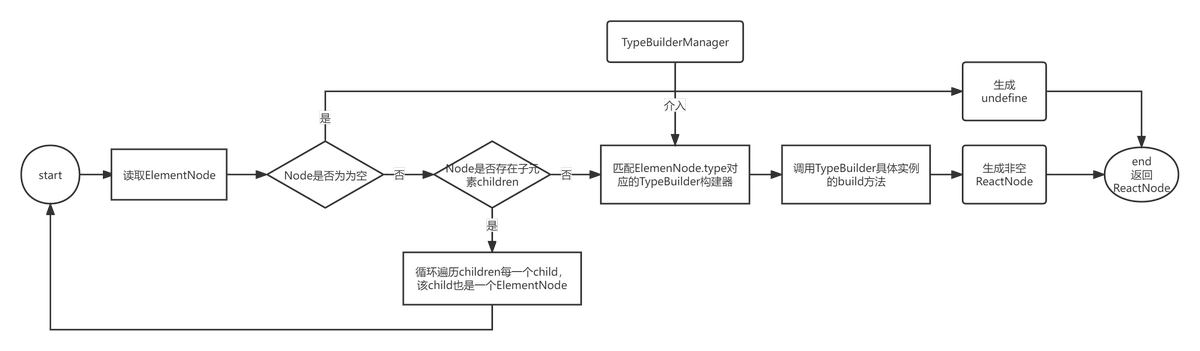 TypeBuilderManager
生成
undefine
介入
是
start
读取ElementNode
Node是否为为空
否
Node是否存在子元
素children
否
匹配ElemenNode.type对
应的TypeBuilder构建器
调用TypeBuilder具体实例
的build方法
生成非空
ReactNode
end
返回
ReactNode
是
循环遍历children每一个child，
该child也是一个ElementNode